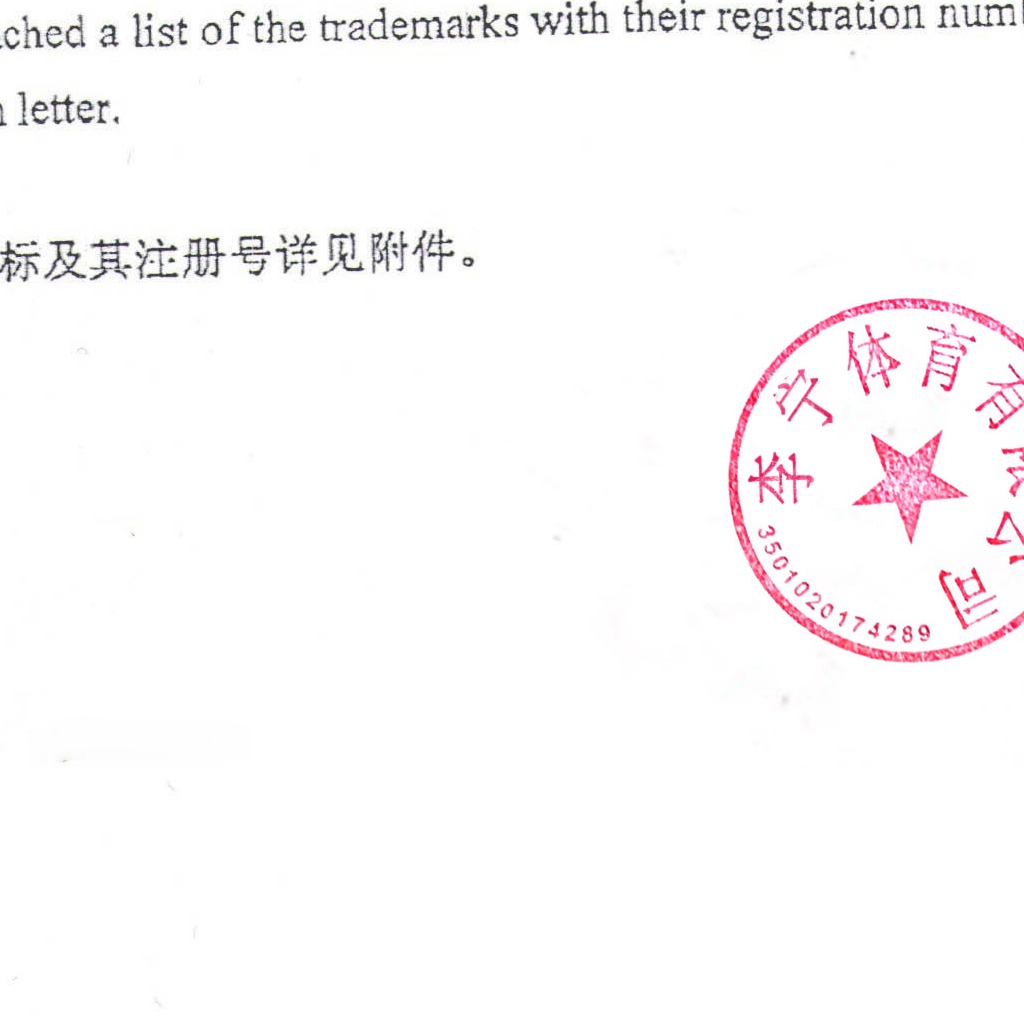 ched a list of the trademarks with their registration num
letter.
标及其注册号详见附件。
李宁体育有限公司
3501020174289